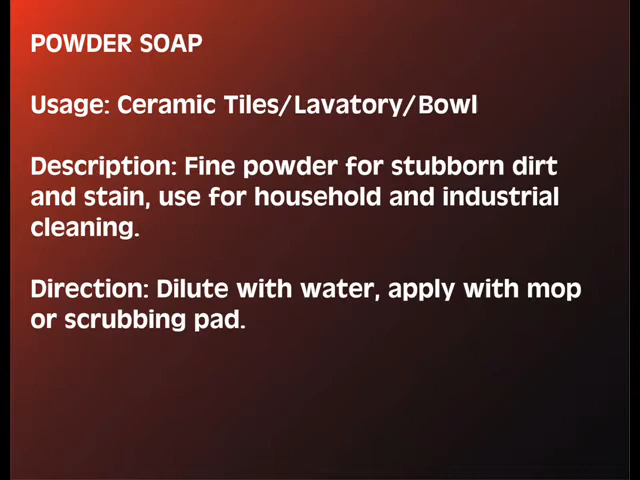 POWDER SOAP
Usage: Ceramic Tiles/Lavatory/Bowl
Description: Fine powder for stubborn dirt
and stain, use for household and industrial
cleaning.
Direction: Dilute with water, apply with mop
or scrubbing pad.